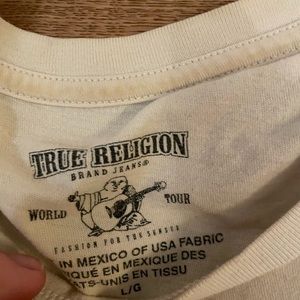 TRUE RELIGION
BRAND JEANS®
WORLD TOUR
FASHION FOR THE SENSES
IN MEXICO OF USA FABRIC
IQUÉ EN MEXIQUE DES
ATS-UNIS EN TISSU
L/G